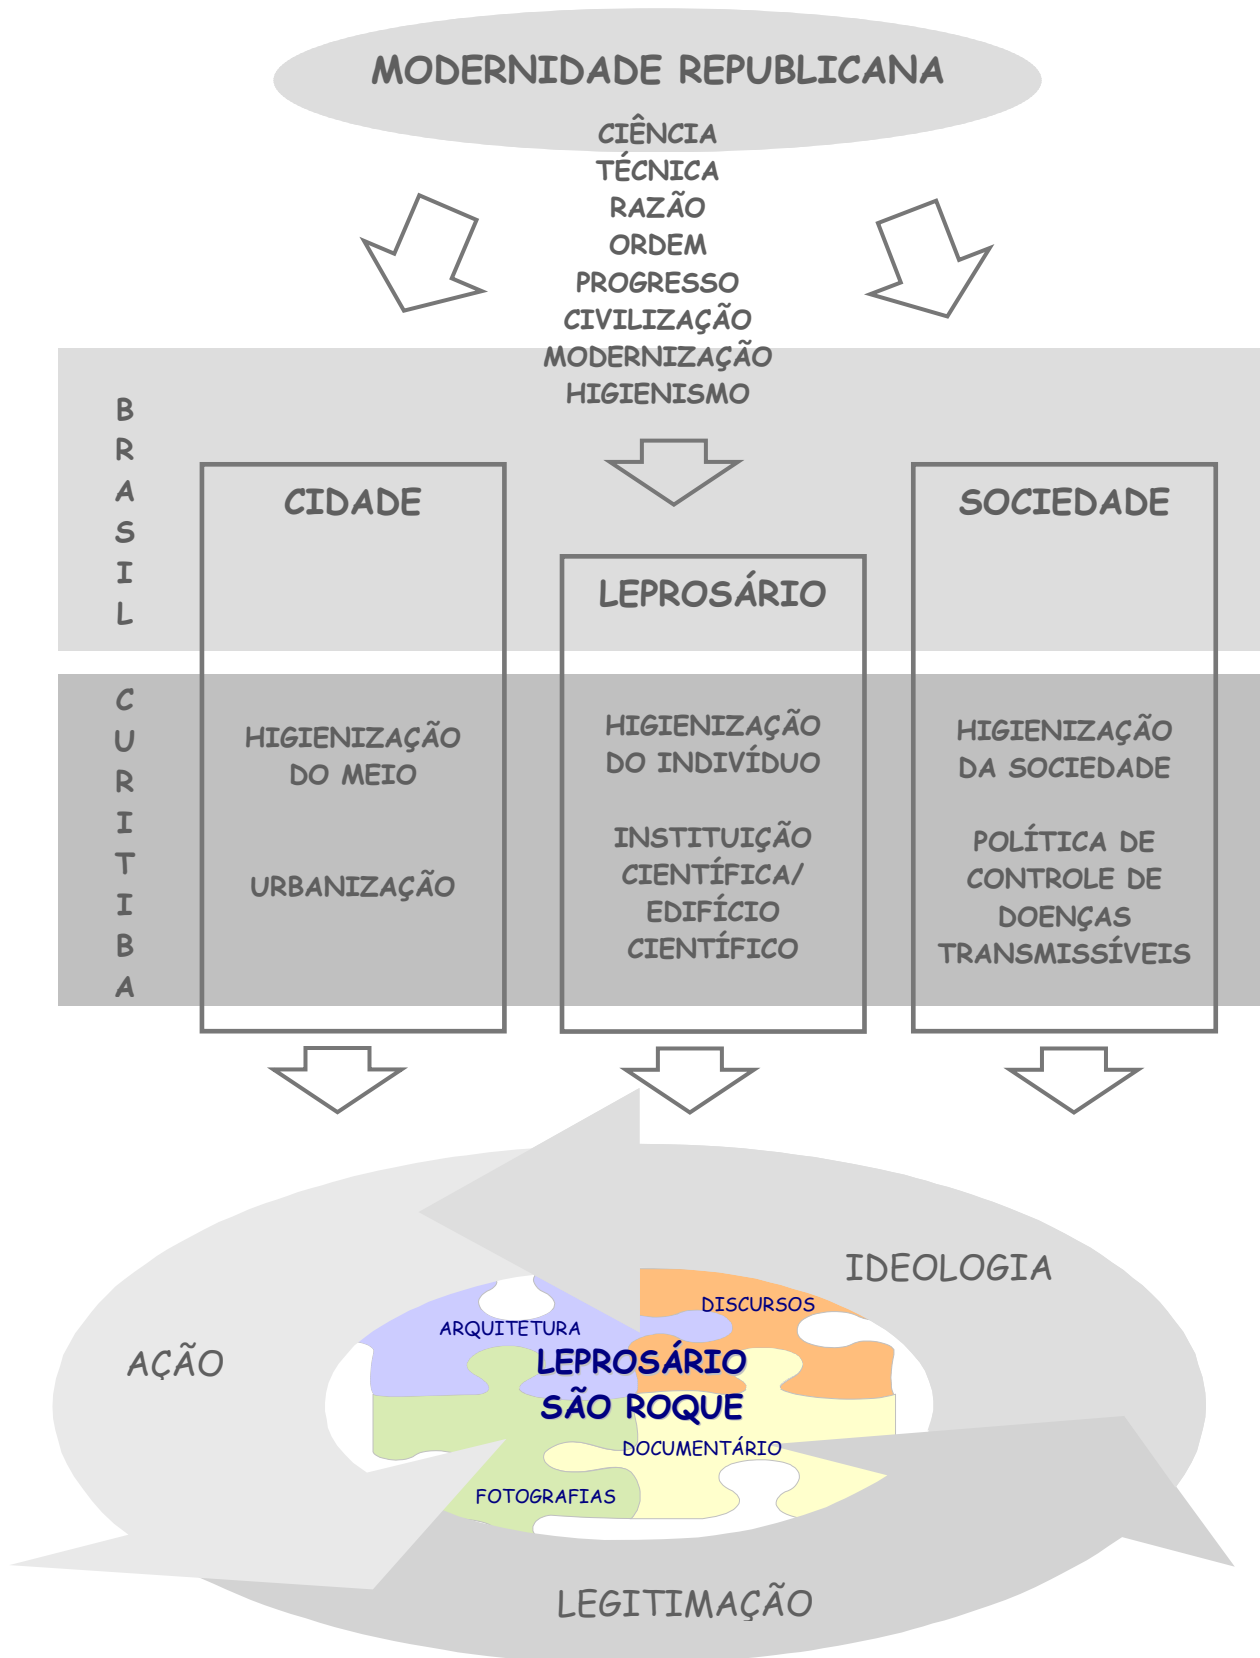 MODERNIDADE REPUBLICANA
CIÊNCIA
TÉCNICA
RAZÃO
ORDEM
PROGRESSO
CIVILIZAÇÃO
MODERNIZAÇÃO
HIGIENISMO
B
R
A
S
I
L
CIDADE
LEPROSÁRIO
SOCIEDADE
C
U
R
I
T
I
B
A
HIGIENIZAÇÃO
DO MEIO
URBANIZAÇÃO
HIGIENIZAÇÃO
DO INDIVÍDUO
INSTITUIÇÃO
CIENTÍFICA/
EDIFÍCIO
CIENTÍFICO
HIGIENIZAÇÃO
DA SOCIEDADE
POLÍTICA DE
CONTROLE DE
DOENÇAS
TRANSMISSÍVEIS
IDEOLOGIA
DISCURSOS
ARQUITETURA
AÇÃO
LEPROSÁRIO
SÃO ROQUE
DOCUMENTÁRIO
FOTOGRAFIAS
LEGITIMAÇÃO